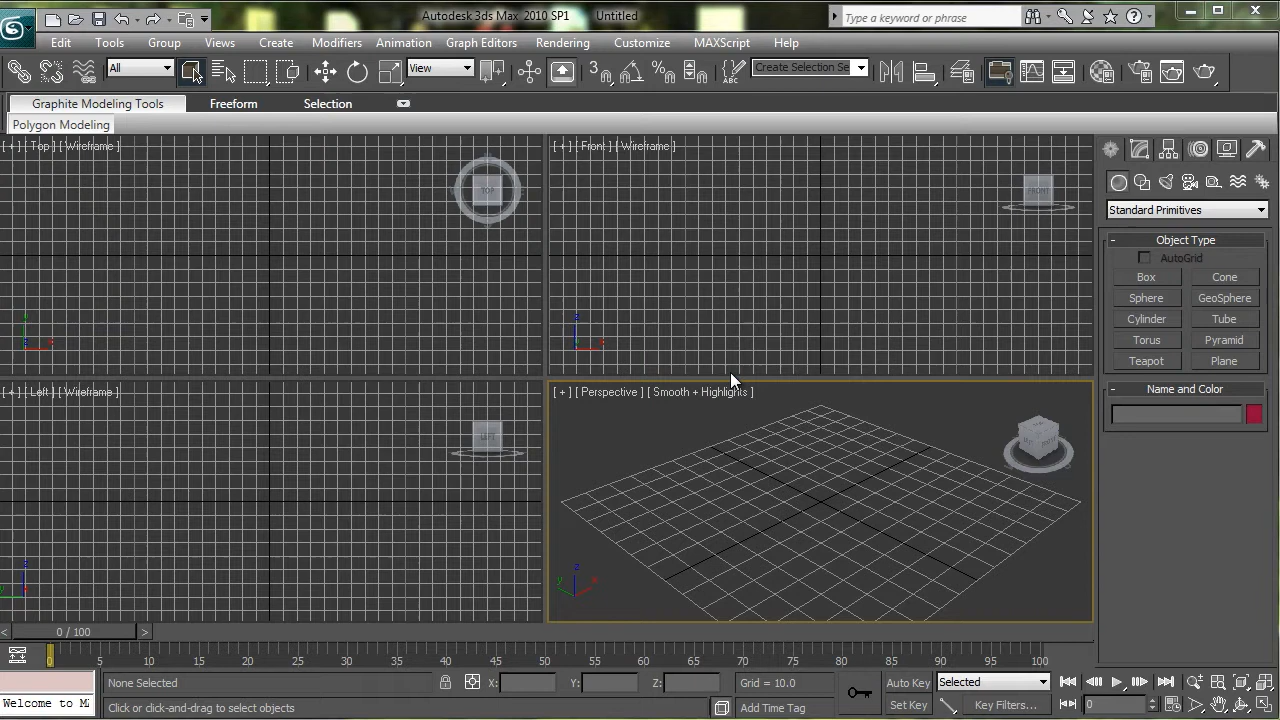 Autodesk 3ds Max 2010 SP1 Untitled
Type a keyword or phrase
Edit Tools Group Views Create Modifiers Animation Graph Editors Rendering Customize MAXScript Help
All View Create Selection Se
Graphite Modeling Tools Freeform Selection
Polygon Modeling
[ + ] [ Top ] [ Wireframe ]
TOP
[ + ] [ Front ] [ Wireframe ]
FRONT
Standard Primitives
- Object Type
AutoGrid
Box Cone
Sphere GeoSphere
Cylinder Tube
Torus Pyramid
Teapot Plane
- Name and Color
[ + ] [ Left ] [ Wireframe ]
LEFT
[ + ] [ Perspective ] [ Smooth + Highlights ]
z
y x
< 0 / 100 >
0 5 10 15 20 25 30 35 40 45 50 55 60 65 70 75 80 85 90 95 100
None Selected X: Y: Z: Grid = 10.0 Auto Key Selected
Welcome to Mi Click or click-and-drag to select objects Add Time Tag Set Key Key Filters... 0